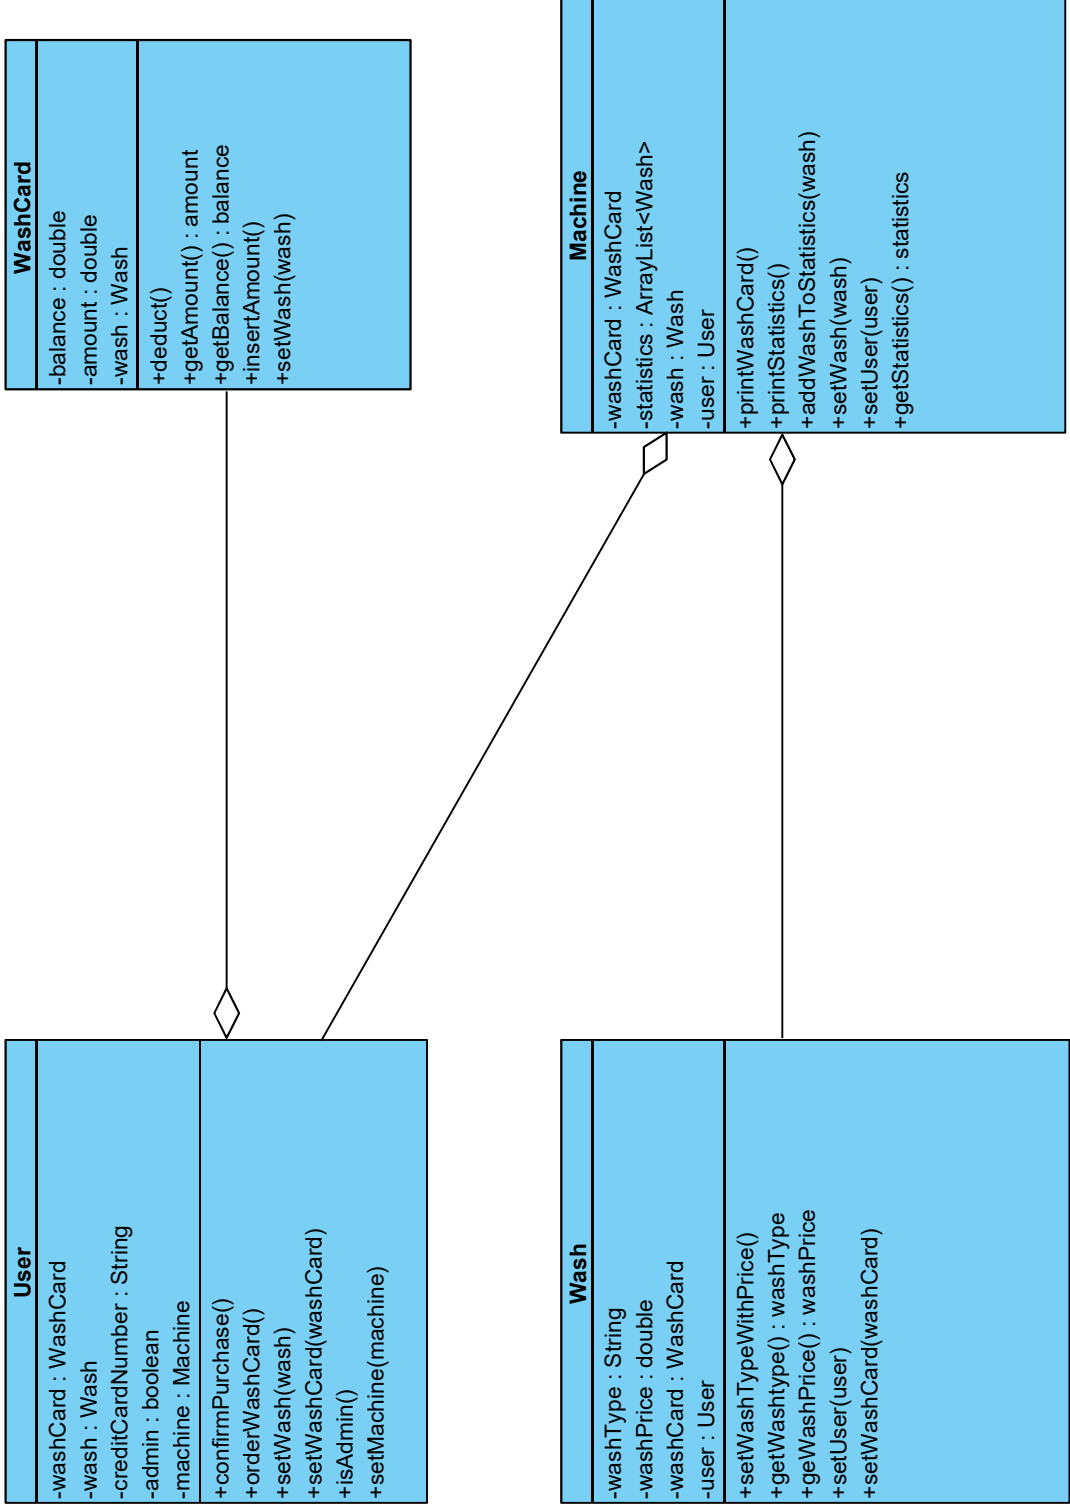 User
-washCard : WashCard
-wash : Wash
-creditCardNumber : String
-admin : boolean
-machine : Machine
+confirmPurchase()
+orderWashCard()
+setWash(wash)
+setWashCard(washCard)
+isAdmin()
+setMachine(machine)
WashCard
-balance : double
-amount : double
-wash : Wash
+deduct()
+getAmount() : amount
+getBalance() : balance
+insertAmount()
+setWash(wash)
Wash
-washType : String
-washPrice : double
-washCard : WashCard
-user : User
+setWashTypeWithPrice()
+getWashtype() : washType
+geWashPrice() : washPrice
+setUser(user)
+setWashCard(washCard)
Machine
-washCard : WashCard
-statistics : ArrayList<Wash>
-wash : Wash
-user : User
+printWashCard()
+printStatistics()
+addWashToStatistics(wash)
+setWash(wash)
+setUser(user)
+getStatistics() : statistics